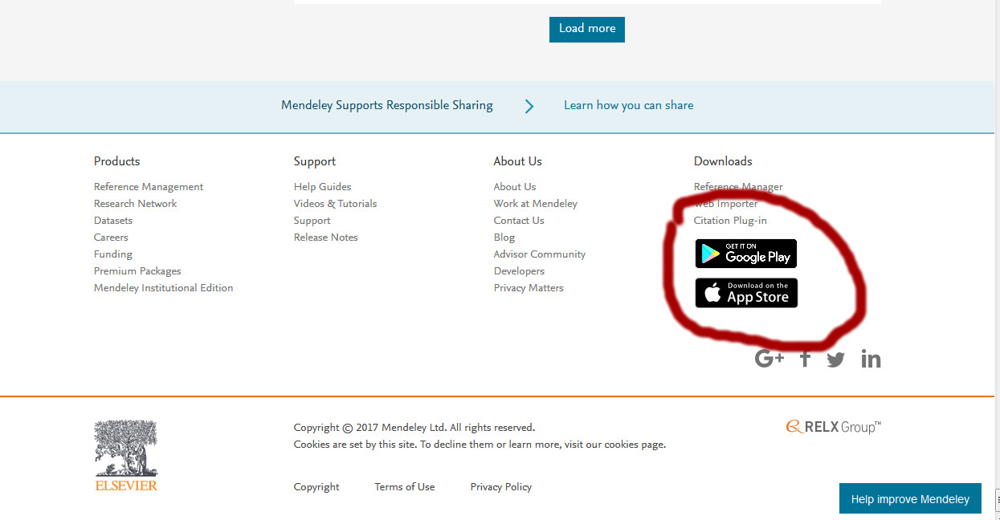 Load more
Mendeley Supports Responsible Sharing
Learn how you can share
Products
Reference Management
Research Network
Datasets
Careers
Funding
Premium Packages
Mendeley Institutional Edition
Support
Help Guides
Videos & Tutorials
Support
Release Notes
About Us
About Us
Work at Mendeley
Contact Us
Blog
Advisor Community
Developers
Privacy Matters
Downloads
Reference Manager
Web Importer
Citation Plug-in
GET IT ON
Google Play
Download on the
App Store
G+ f in
ELSEVIER
Copyright © 2017 Mendeley Ltd. All rights reserved.
Cookies are set by this site. To decline them or learn more, visit our cookies page.
Copyright
Terms of Use
Privacy Policy
RELX Group™
Help improve Mendeley